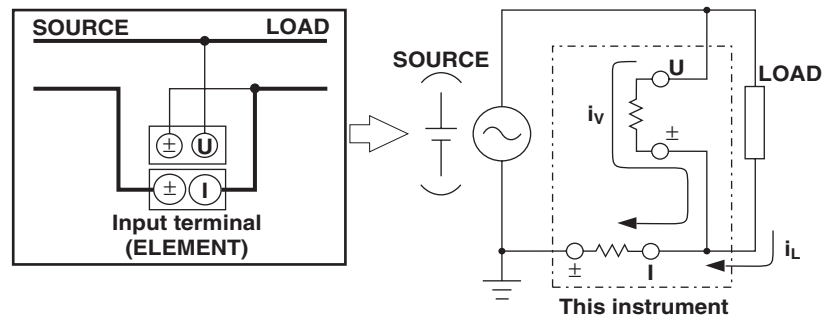 SOURCE LOAD
± U
± I
Input terminal
(ELEMENT)
SOURCE
U
LOAD
iV
±
iL
± I
This instrument